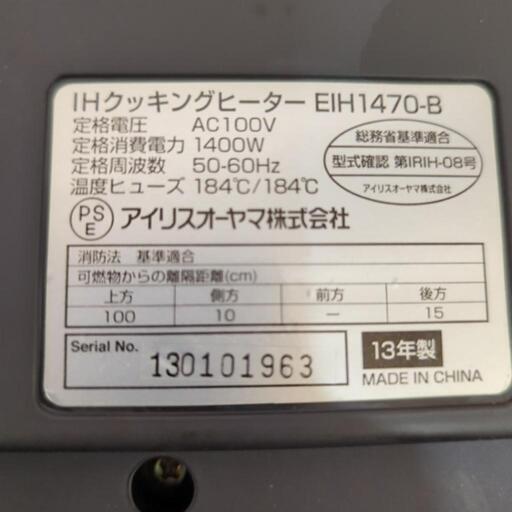 IHクッキングヒーター EIH1470-B
定格電圧 AC100V
定格消費電力 1400W
定格周波数 50-60Hz
温度ヒューズ 184℃/184℃
総務省基準適合
型式確認 第IRIH-08号
アイリスオーヤマ株式会社
PS
E
アイリスオーヤマ株式会社
消防法 基準適合
可燃物からの離隔距離(cm)
上方 側方 前方 後方
100 10 — 15
Serial No. 130101963
13年製
MADE IN CHINA